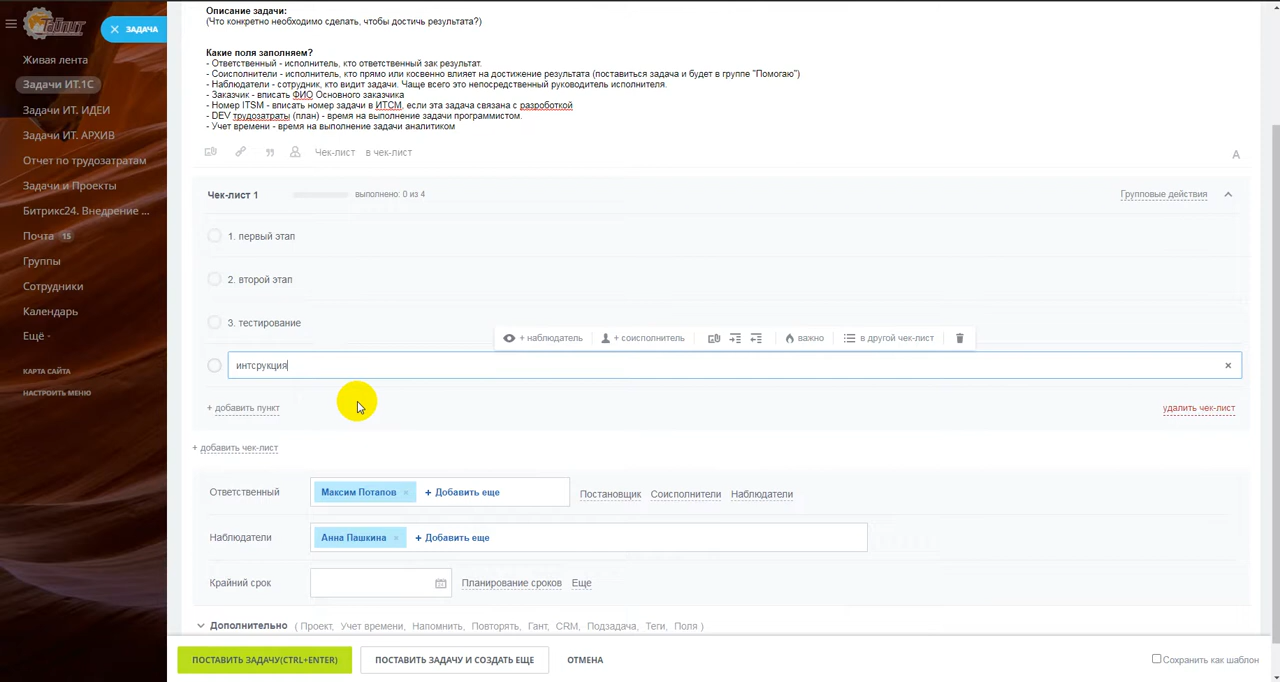 ЗАДАЧА
Живая лента
Задачи ИТ.1С
Задачи ИТ. ИДЕИ
Задачи ИТ. АРХИВ
Отчет по трудозатратам
Задачи и Проекты
Битрикс24. Внедрение ...
Почта 15
Группы
Сотрудники
Календарь
Ещё -
КАРТА САЙТА
НАСТРОИТЬ МЕНЮ
Описание задачи:
(Что конкретно необходимо сделать, чтобы достичь результата?)
Какие поля заполняем?
- Ответственный - исполнитель, кто ответственный зак результат.
- Соисполнители - исполнитель, кто прямо или косвенно влияет на достижение результата (поставиться задача и будет в группе "Помогаю")
- Наблюдатели - сотрудник, кто видит задачи. Чаще всего это непосредственный руководитель исполнителя.
- Заказчик - вписать ФИО Основного заказчика
- Номер ITSM - вписать номер задачи в ИТСМ, если эта задача связана с разроботкой
- DEV трудозатраты (план) - время на выполнение задачи программистом.
- Учет времени - время на выполнение задачи аналитиком
Чек-лист в чек-лист A
Чек-лист 1 выполнено: 0 из 4 Групповые действия
1. первый этап
2. второй этап
3. тестирование
+ наблюдатель + соисполнитель важно в другой чек-лист
интсрукция
+ добавить пункт удалить чек-лист
+ добавить чек-лист
Ответственный Максим Потапов × + Добавить еще Постановщик Соисполнители Наблюдатели
Наблюдатели Анна Пашкина × + Добавить еще
Крайний срок Планирование сроков Еще
Дополнительно ( Проект, Учет времени, Напомнить, Повторять, Гант, CRM, Подзадача, Теги, Поля )
ПОСТАВИТЬ ЗАДАЧУ(CTRL+ENTER) ПОСТАВИТЬ ЗАДАЧУ И СОЗДАТЬ ЕЩЕ ОТМЕНА Сохранить как шаблон